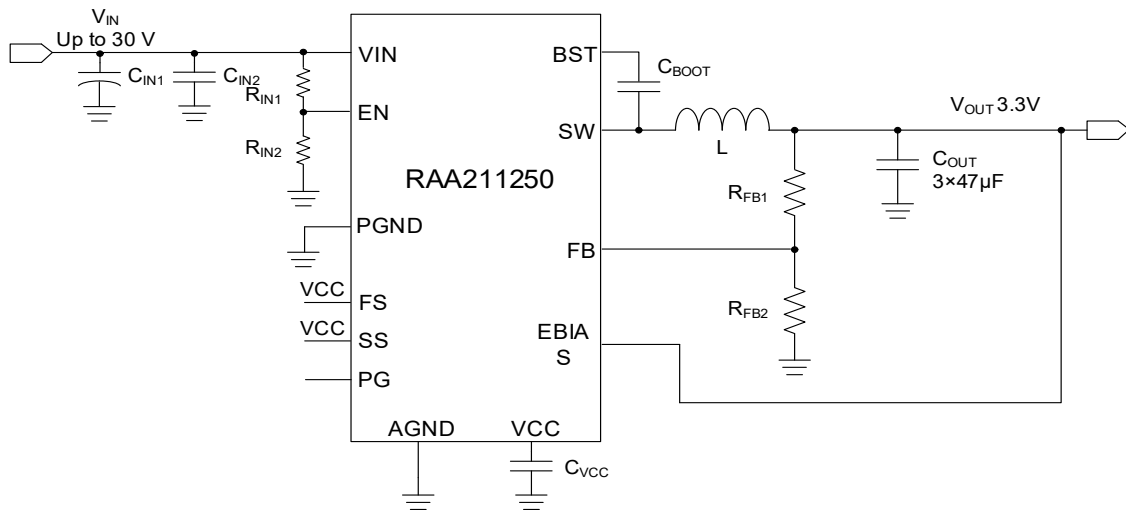 VIN
Up to 30 V
CIN1
CIN2
RIN1
RIN2
VIN
EN
PGND
VCC
FS
VCC
SS
PG
AGND
VCC
CVCC
RAA211250
BST
SW
FB
EBIA
S
CBOOT
L
RFB1
RFB2
VOUT 3.3V
COUT
3×47µF